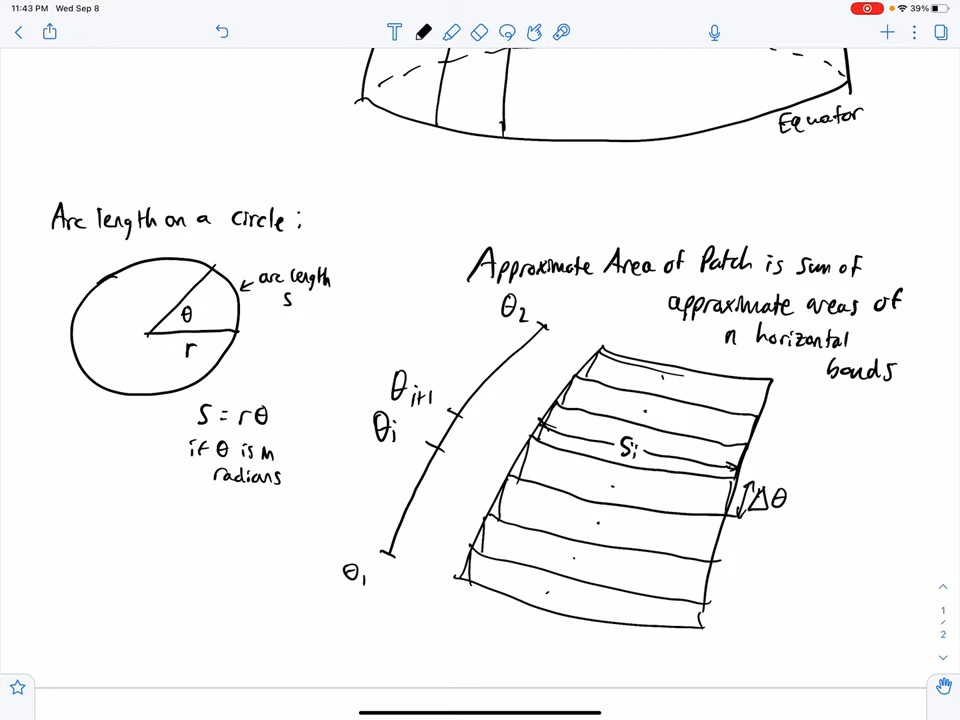 11:43 PM Wed Sep 8
39%
Equator
Arc length on a circle:
arc length
s
θ
r
S = rθ
if θ is in
radians
Approximate Area of Patch is sum of
approximate areas of
n horizontal
bands
θ2
θi+1
θi
θ1
Si
Δθ
1
/
2